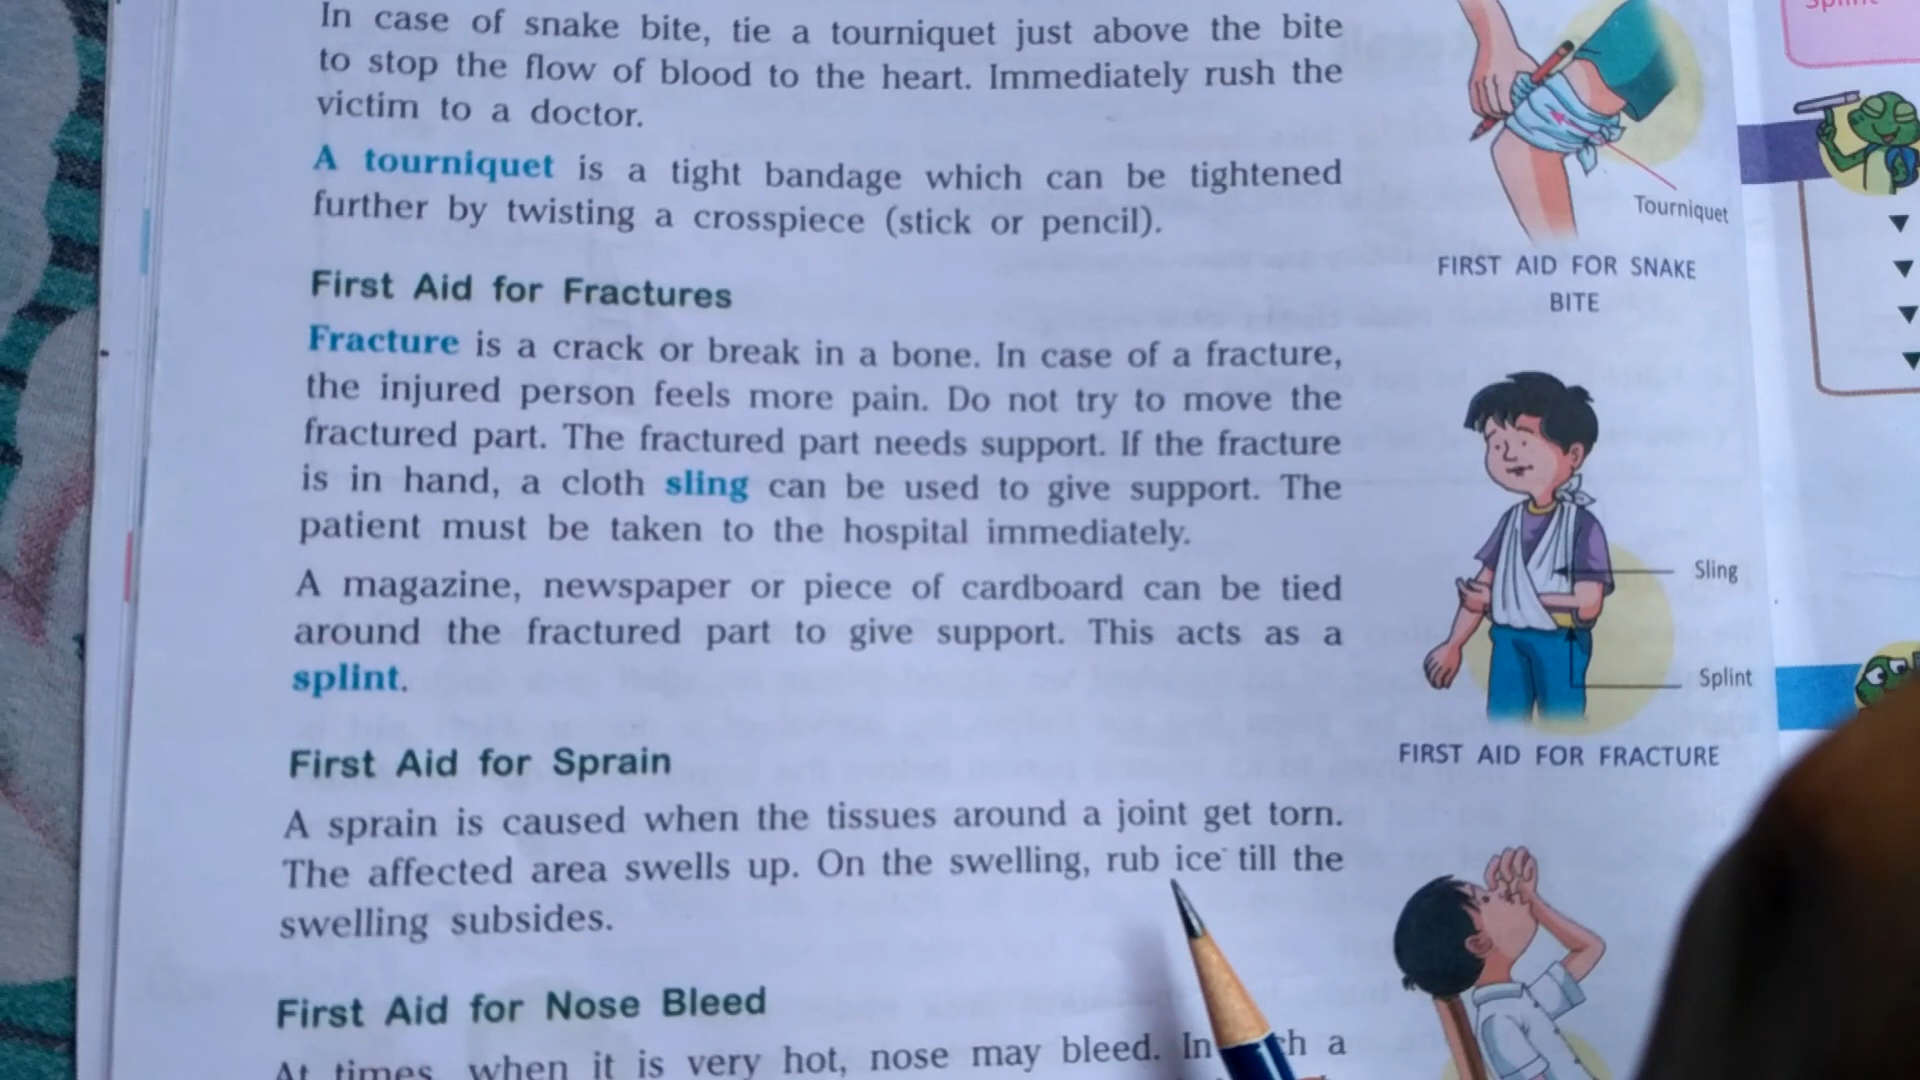 In case of snake bite, tie a tourniquet just above the bite
to stop the flow of blood to the heart. Immediately rush the
victim to a doctor.
A tourniquet is a tight bandage which can be tightened
further by twisting a crosspiece (stick or pencil).
Tourniquet
FIRST AID FOR SNAKE
BITE
First Aid for Fractures
Fracture is a crack or break in a bone. In case of a fracture,
the injured person feels more pain. Do not try to move the
fractured part. The fractured part needs support. If the fracture
is in hand, a cloth sling can be used to give support. The
patient must be taken to the hospital immediately.
A magazine, newspaper or piece of cardboard can be tied
around the fractured part to give support. This acts as a
splint.
Sling
Splint
FIRST AID FOR FRACTURE
First Aid for Sprain
A sprain is caused when the tissues around a joint get torn.
The affected area swells up. On the swelling, rub ice till the
swelling subsides.
First Aid for Nose Bleed
At times, when it is very hot, nose may bleed. In a